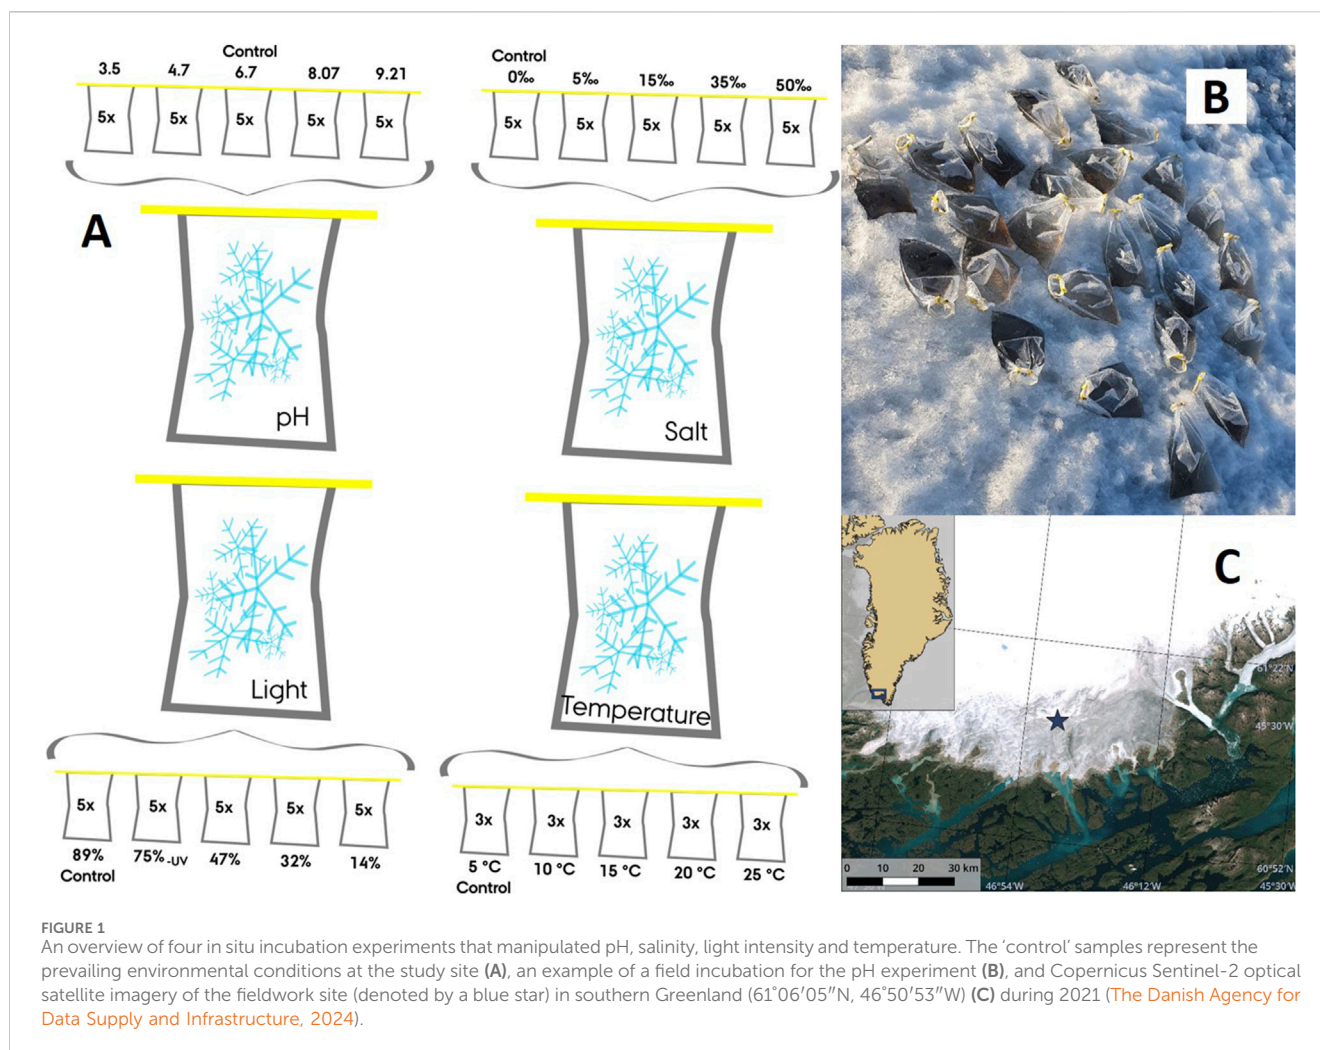 Control
3.5 4.7 6.7 8.07 9.21
5x 5x 5x 5x 5x
Control
0‰ 5‰ 15‰ 35‰ 50‰
5x 5x 5x 5x 5x
A
pH
Salt
Light
Temperature
5x 5x 5x 5x 5x
89% 75% -UV 47% 32% 14%
Control
3x 3x 3x 3x 3x
5 °C 10 °C 15 °C 20 °C 25 °C
Control
B
C
61°22'N
45°30'W
0 10 20 30 km
46°54'W
46°12'W
60°52'N
45°30'W
FIGURE 1
An overview of four in situ incubation experiments that manipulated pH, salinity, light intensity and temperature. The ‘control’ samples represent the
prevailing environmental conditions at the study site (A), an example of a field incubation for the pH experiment (B), and Copernicus Sentinel-2 optical
satellite imagery of the fieldwork site (denoted by a blue star) in southern Greenland (61°06′05″N, 46°50′53″W) (C) during 2021 (The Danish Agency for
Data Supply and Infrastructure, 2024).